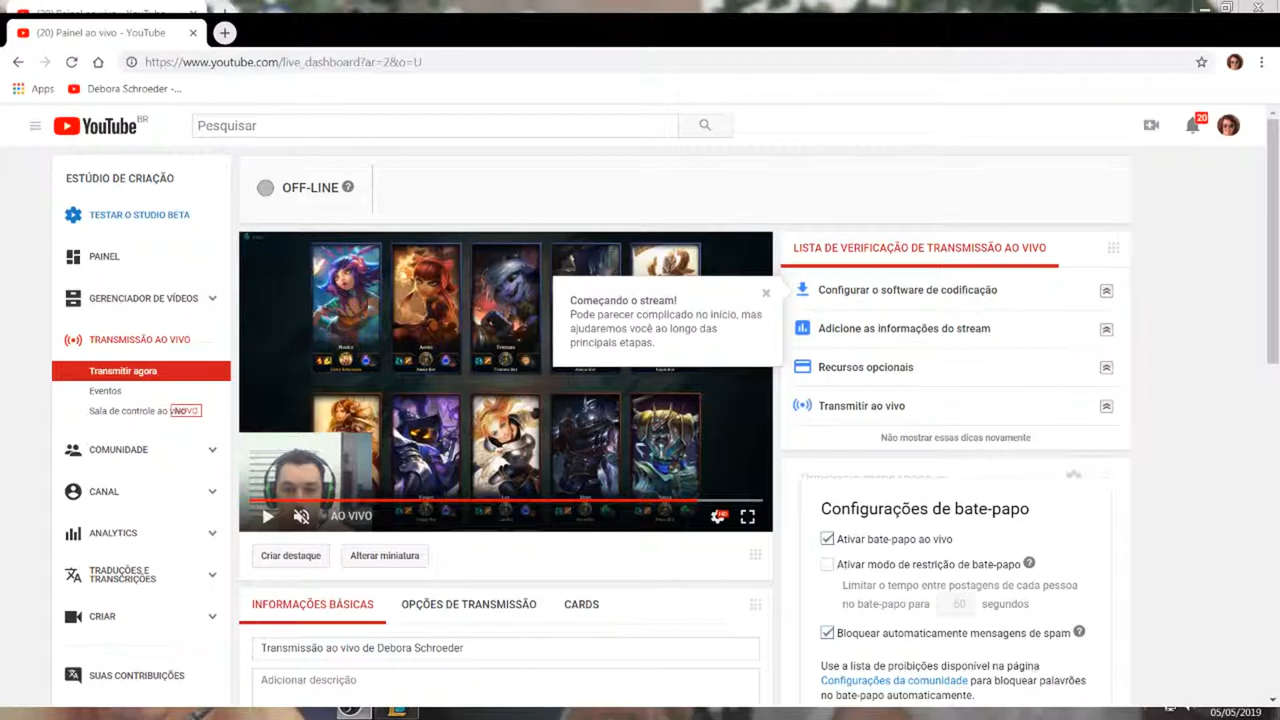 (20) Painel ao vivo - YouTube
https://www.youtube.com/live_dashboard?ar=2&o=U
Apps
Debora Schroeder -...
YouTube BR
Pesquisar
20
ESTÚDIO DE CRIAÇÃO
TESTAR O STUDIO BETA
PAINEL
GERENCIADOR DE VÍDEOS
TRANSMISSÃO AO VIVO
Transmitir agora
Eventos
Sala de controle ao vivo
NOVO
COMUNIDADE
CANAL
ANALYTICS
TRADUÇÕES E
TRANSCRIÇÕES
CRIAR
SUAS CONTRIBUIÇÕES
OFF-LINE
Começando o stream!
Pode parecer complicado no início, mas
ajudaremos você ao longo das
principais etapas.
AO VIVO
HD
Criar destaque
Alterar miniatura
INFORMAÇÕES BÁSICAS
OPÇÕES DE TRANSMISSÃO
CARDS
Transmissão ao vivo de Debora Schroeder
Adicionar descrição
LISTA DE VERIFICAÇÃO DE TRANSMISSÃO AO VIVO
Configurar o software de codificação
Adicione as informações do stream
Recursos opcionais
Transmitir ao vivo
Não mostrar essas dicas novamente
Configurações de bate-papo
Ativar bate-papo ao vivo
Ativar modo de restrição de bate-papo
Limitar o tempo entre postagens de cada pessoa
no bate-papo para 60 segundos
Bloquear automaticamente mensagens de spam
Use a lista de proibições disponível na página
Configurações da comunidade para bloquear palavrões
no bate-papo automaticamente.
05/05/2019